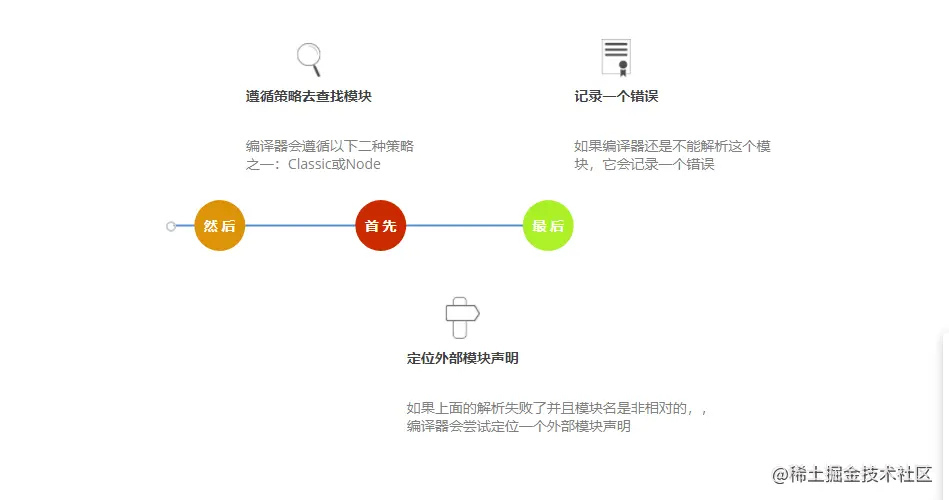 遵循策略去查找模块
编译器会遵循以下二种策略
之一：Classic或Node
记录一个错误
如果编译器还是不能解析这个模
块，它会记录一个错误
然后
首先
最后
定位外部模块声明
如果上面的解析失败了并且模块名是非相对的，，
编译器会尝试定位一个外部模块声明
@稀土掘金技术社区